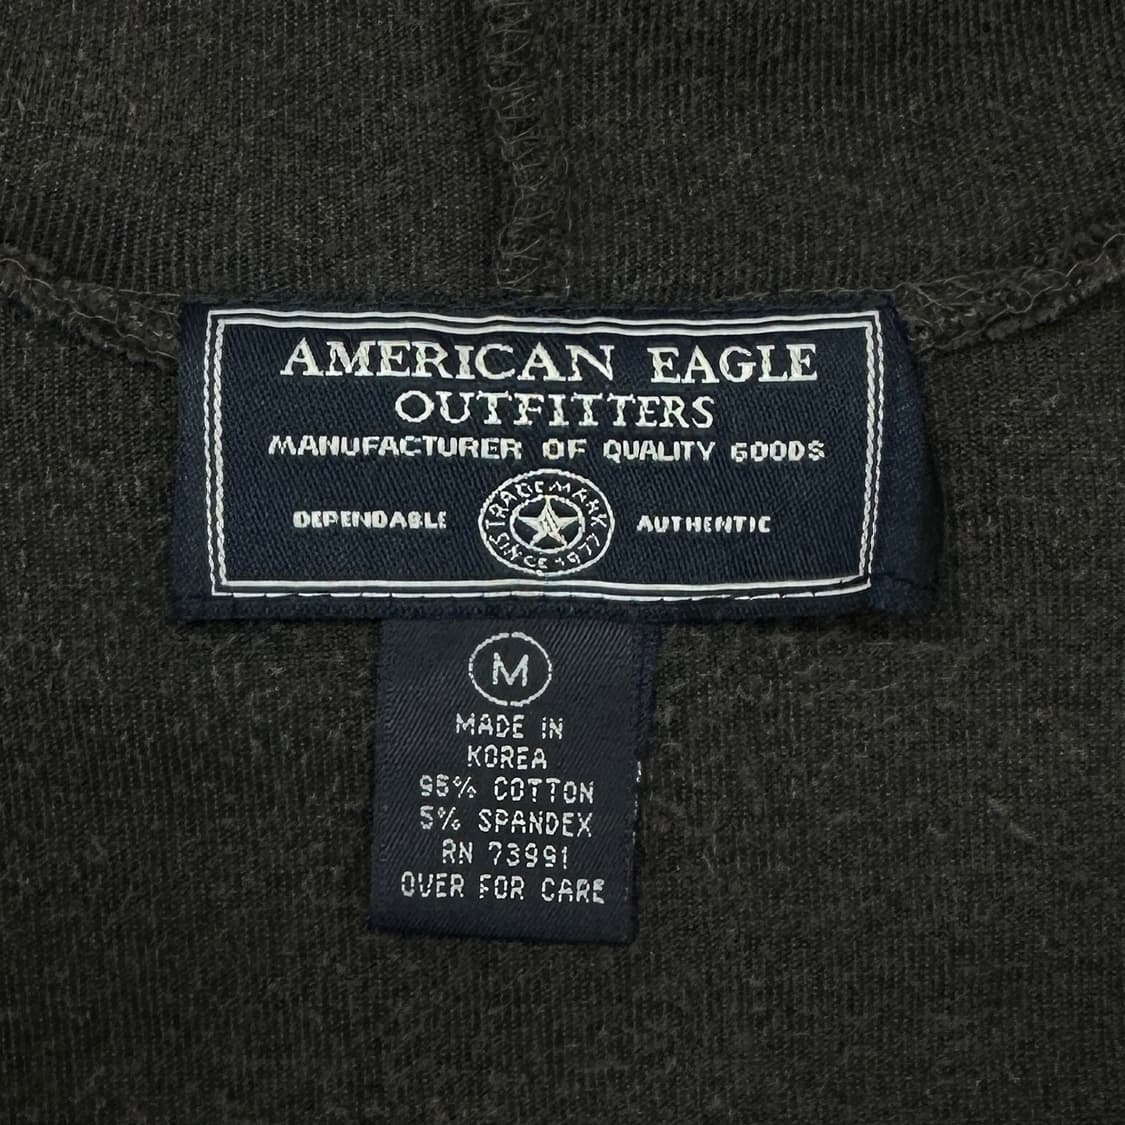 AMERICAN EAGLE
OUTFITTERS
MANUFACTURER OF QUALITY GOODS
DEPENDABLE
TRADEMARK
SINCE 1977
AUTHENTIC
M
MADE IN
KOREA
95% COTTON
5% SPANDEX
RN 73991
OVER FOR CARE